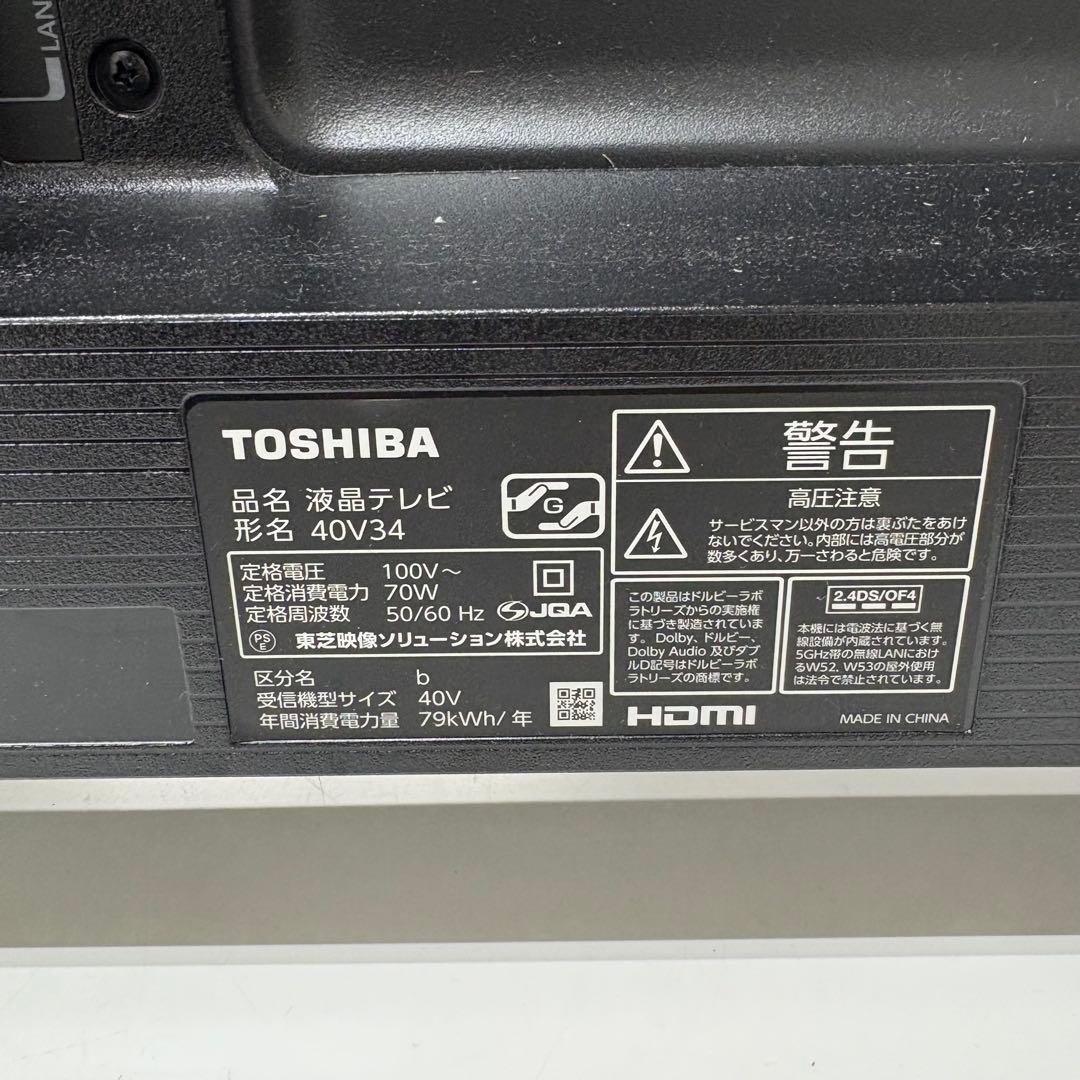 LAN
TOSHIBA
品名 液晶テレビ
形名 40V34
G
定格電圧 100V～
定格消費電力 70W
定格周波数 50/60 Hz
JQA
PS
E
東芝映像ソリューション株式会社
区分名 b
受信機型サイズ 40V
年間消費電力量 79kWh/年
警告
高圧注意
サービスマン以外の方は裏ぶたをあけ
ないでください。内部には高電圧部分が
数多くあり、万一さわると危険です。
この製品はドルビーラボ
ラトリーズからの実施権
に基づき製造されていま
す。Dolby、ドルビー、
Dolby Audio 及びダブ
ルD記号はドルビーラボ
ラトリーズの商標です。
2.4DS/OF4
本機には電波法に基づく無
線設備が内蔵されています。
5GHz帯の無線LANにおけ
るW52、W53の屋外使用
は法令で禁止されています。
HDMI
MADE IN CHINA